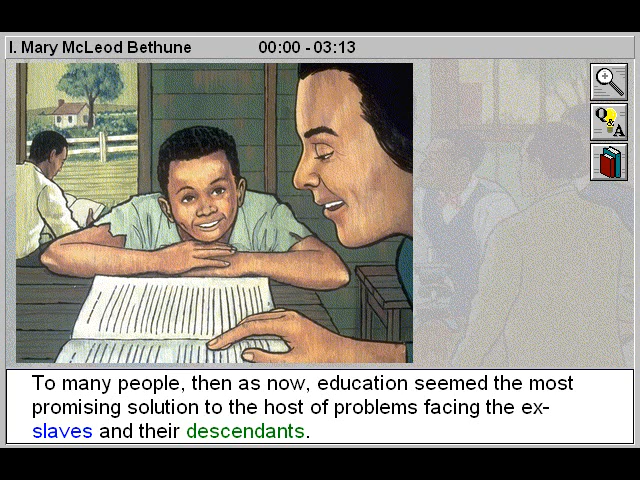 I. Mary McLeod Bethune 00:00 - 03:13
Q&A
To many people, then as now, education seemed the most
promising solution to the host of problems facing the ex-
slaves and their descendants.